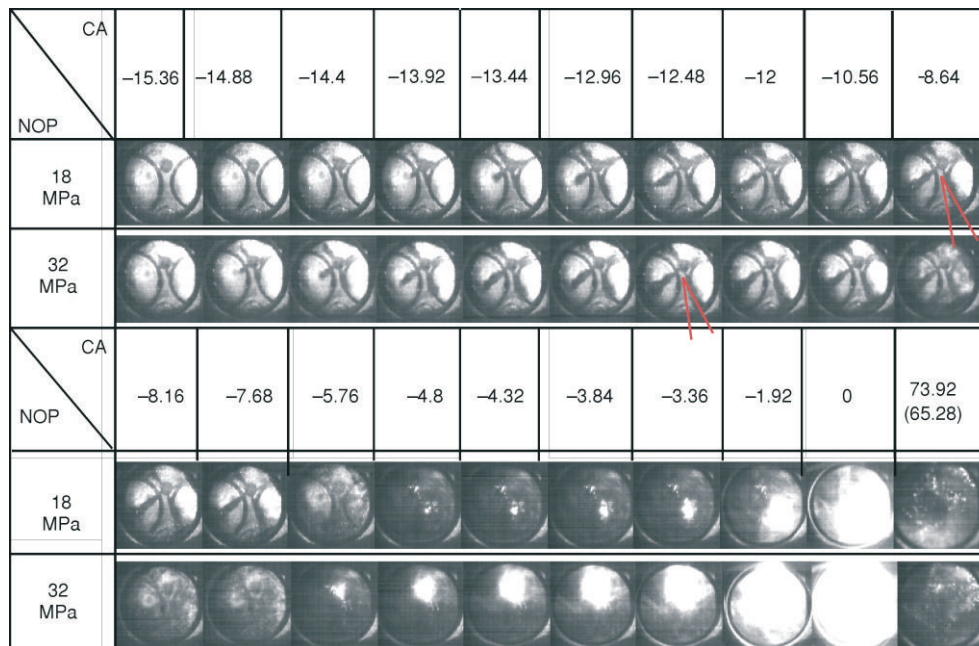 CA
NOP
−15.36 −14.88 −14.4 −13.92 −13.44 −12.96 −12.48 −12 −10.56 -8.64
18
MPa
32
MPa
CA
NOP
−8.16 −7.68 −5.76 −4.8 −4.32 −3.84 −3.36 −1.92 0 73.92
(65.28)
18
MPa
32
MPa